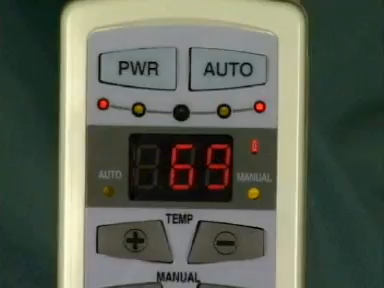 PWR AUTO
69
AUTO MANUAL
TEMP
+ -
MANUAL